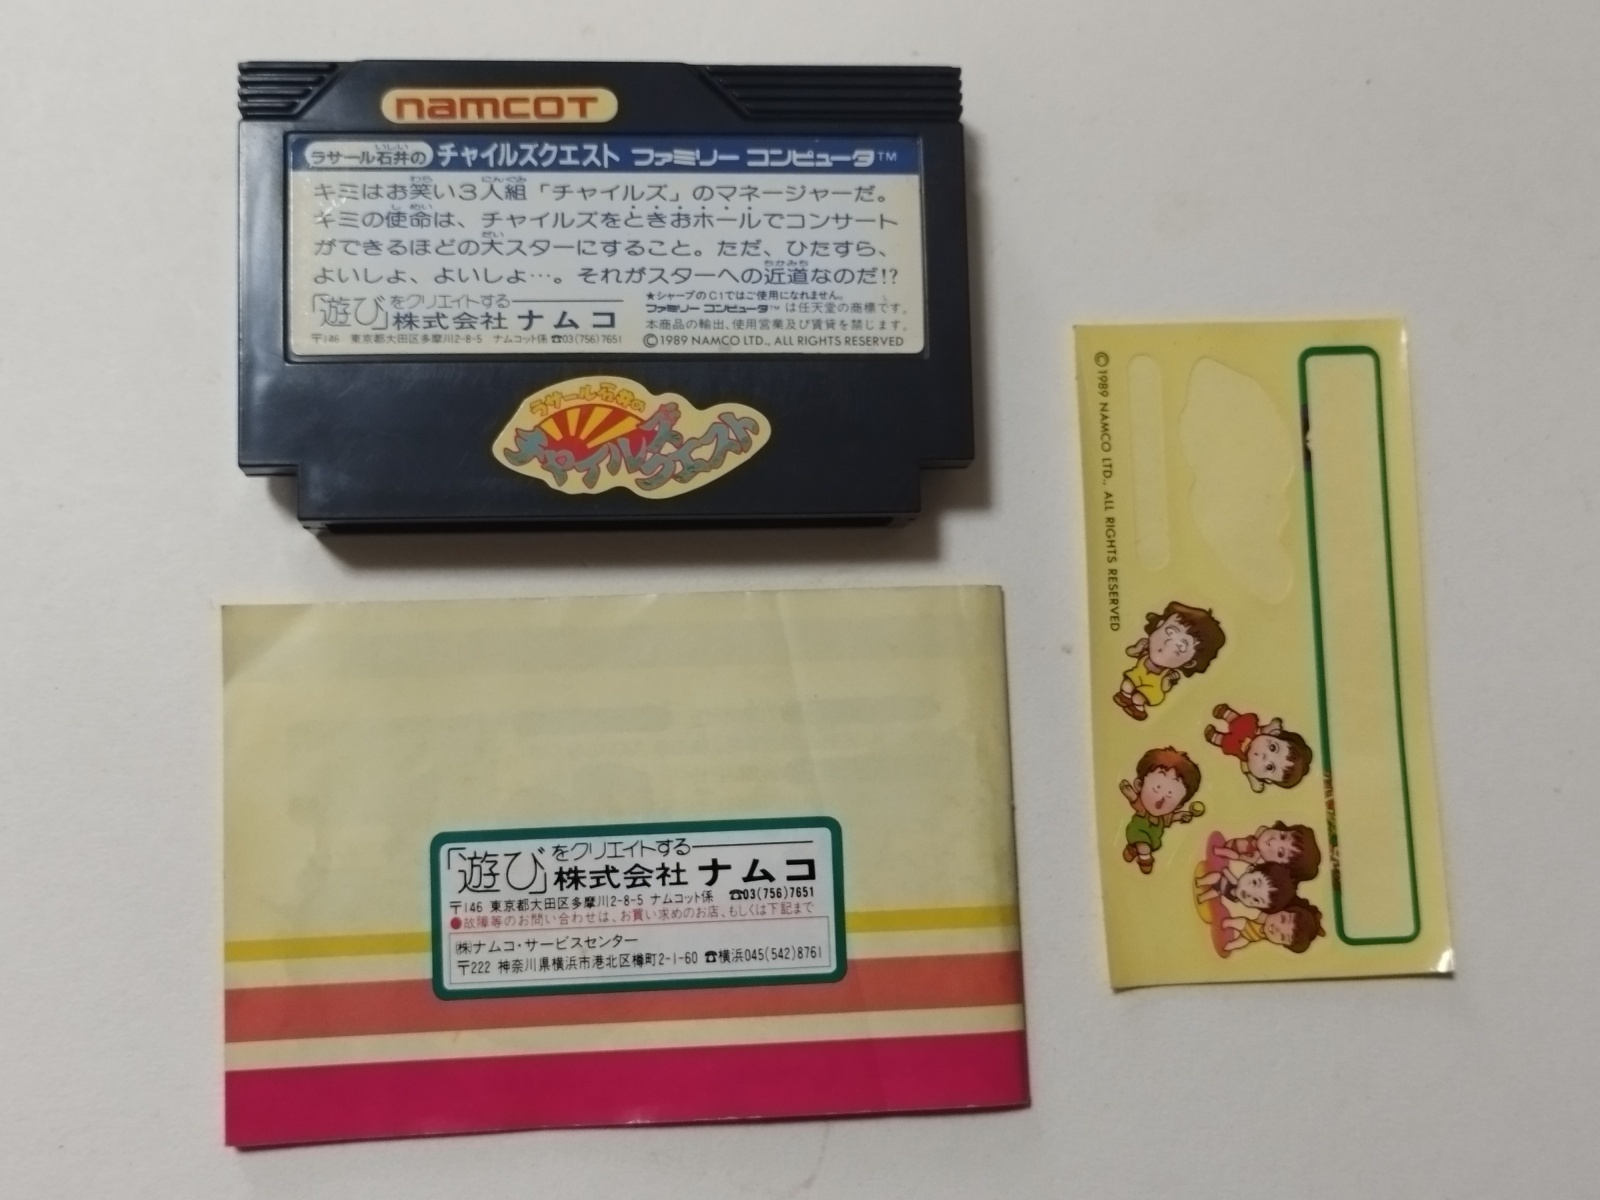 namcot
ラサール石井のチャイルズクエスト ファミリー コンピュータ™
キミはお笑い3人組「チャイルズ」のマネージャーだ。
キミの使命は、チャイルズをときおホールでコンサート
ができるほどの大スターにすること。ただ、ひたすら、
よいしょ、よいしょ…。それがスターへの近道なのだ!?
「遊び」をクリエイトする
株式会社 ナムコ
〒146 東京都大田区多摩川2-8-5 ナムコット係 ☎03(756)7651
★シャープのC1ではご使用になれません。
ファミリー コンピュータ™ は任天堂の商標です。
本商品の輸出、使用営業及び賃貸を禁じます。
©1989 NAMCO LTD., ALL RIGHTS RESERVED
ラサール石井の
チャイルズ
クエスト
©1989 NAMCO LTD., ALL RIGHTS RESERVED
「遊び」をクリエイトする
株式会社 ナムコ
〒146 東京都大田区多摩川2-8-5 ナムコット係 ☎03(756)7651
●故障等のお問い合わせは、お買い求めのお店、もしくは下記まで
㈱ナムコ・サービスセンター
〒222 神奈川県横浜市港北区樽町2-1-60 ☎横浜045(542)8761